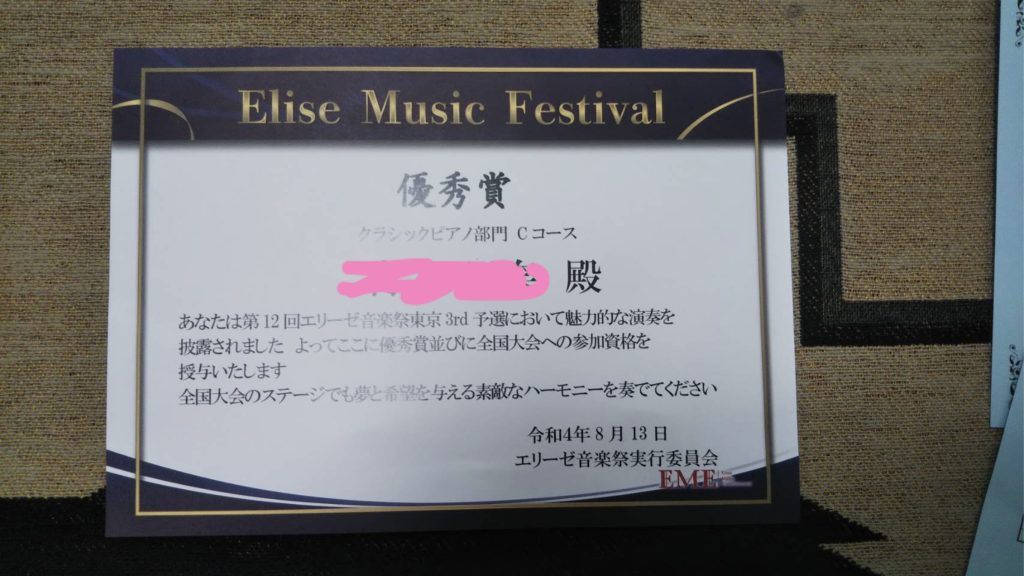 Elise Music Festival
優秀賞
クラシックピアノ部門 Cコース
殿
あなたは第12回エリーゼ音楽祭東京3rd予選において魅力的な演奏を
披露されました よってここに優秀賞並びに全国大会への参加資格を
授与いたします
全国大会のステージでも夢と希望を与える素敵なハーモニーを奏でてください
令和4年8月13日
エリーゼ音楽祭実行委員会
EMF